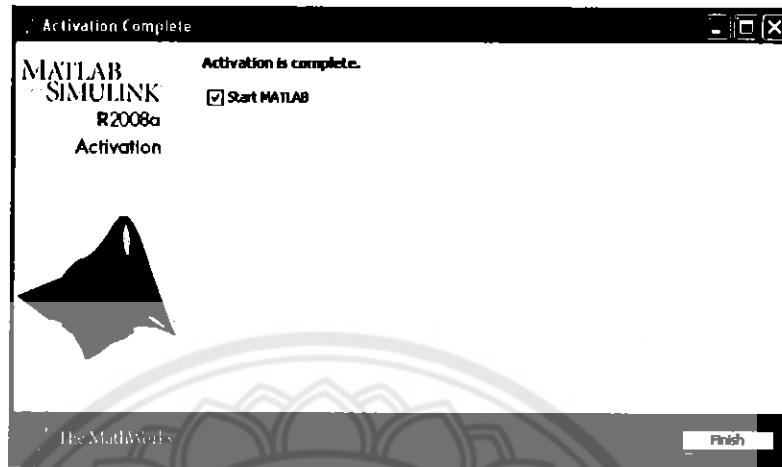 Activation Complete
MATLAB
SIMULINK
R2008a
Activation
Activation is complete.
Start MATLAB
The MathWorks
Finish